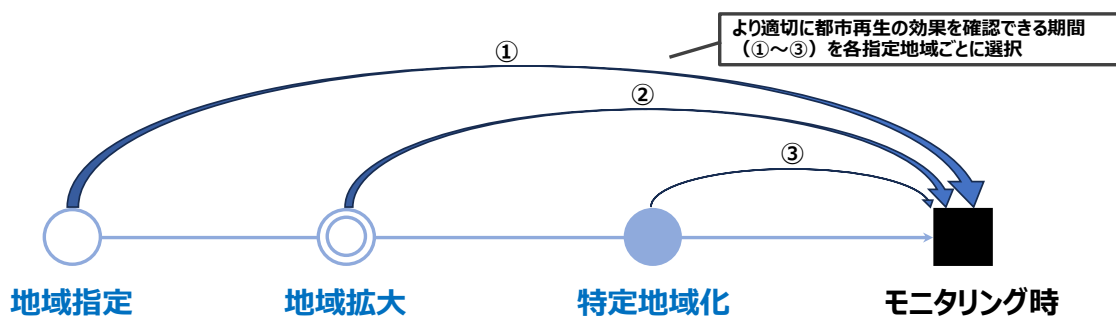 より適切に都市再生の効果を確認できる期間
（①～③）を各指定地域ごとに選択
①
②
③
地域指定
地域拡大
特定地域化
モニタリング時